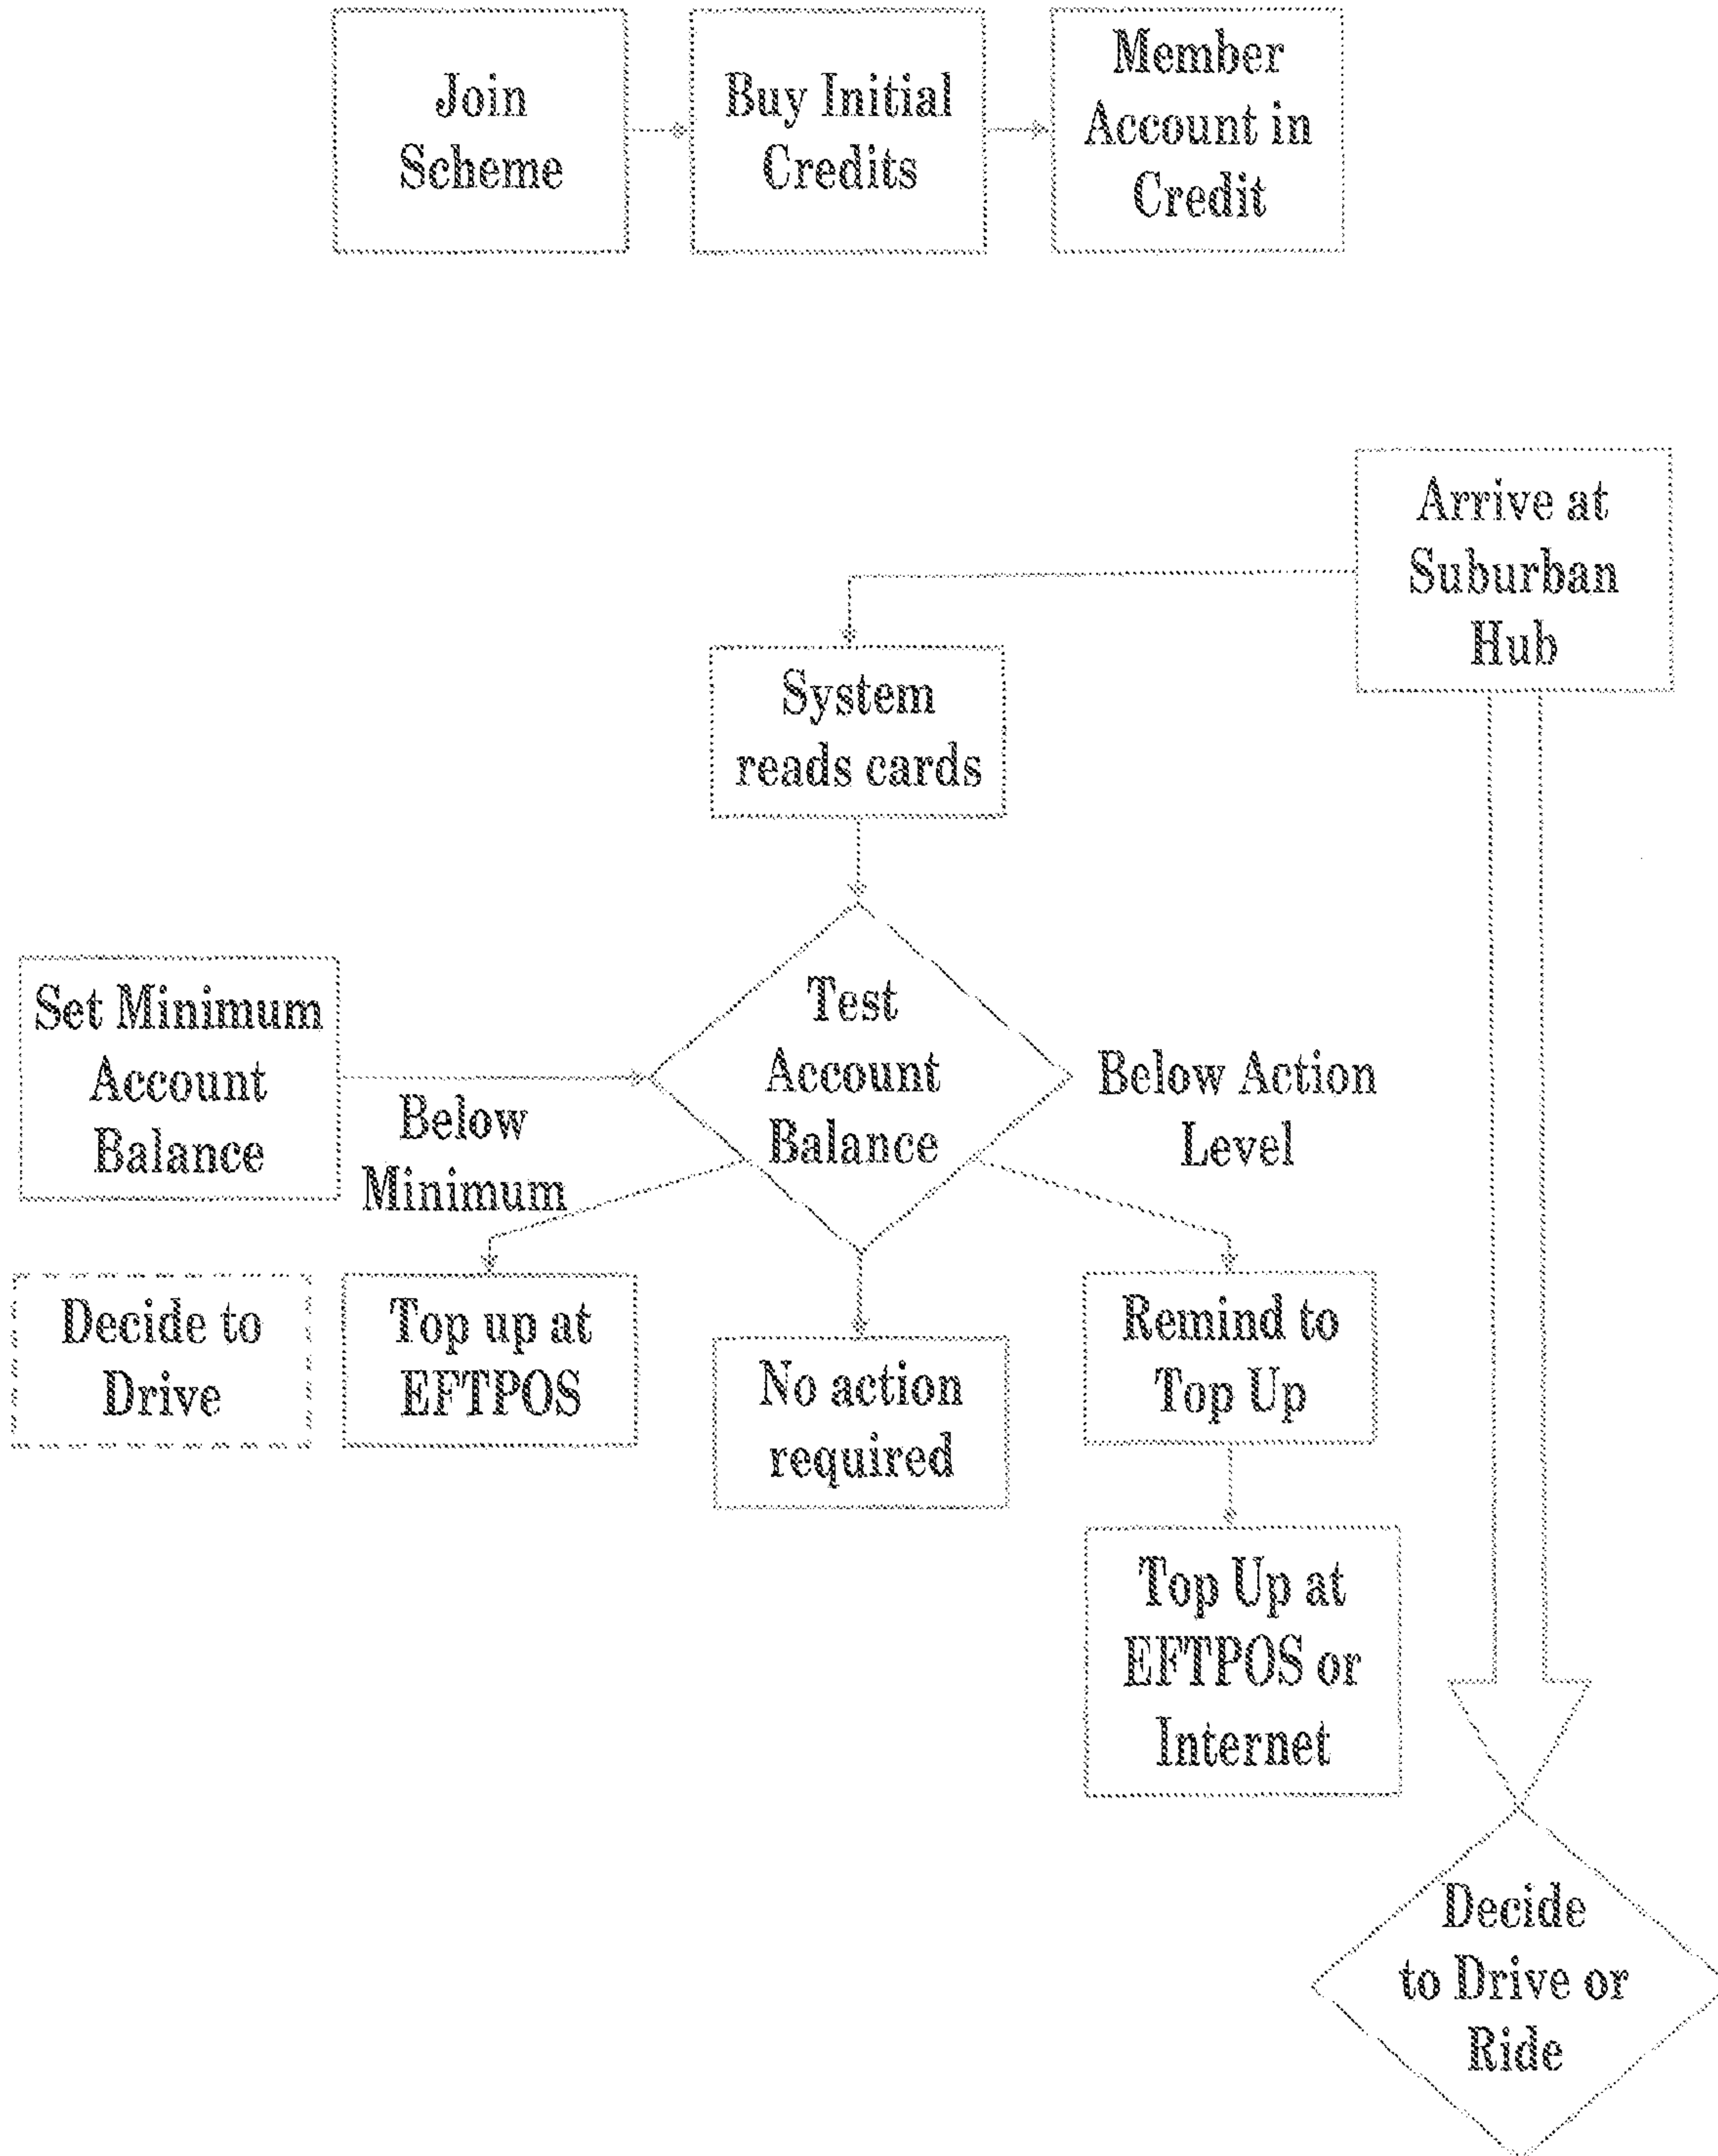 Join
Scheme
Buy Initial
Credits
Member
Account in
Credit
Arrive at
Suburban
Hub
System
reads cards
Set Minimum
Account
Balance
Below
Minimum
Test
Account
Balance
Below Action
Level
Decide to
Drive
Top up at
EFTPOS
No action
required
Remind to
Top Up
Top Up at
EFTPOS or
Internet
Decide
to Drive or
Ride